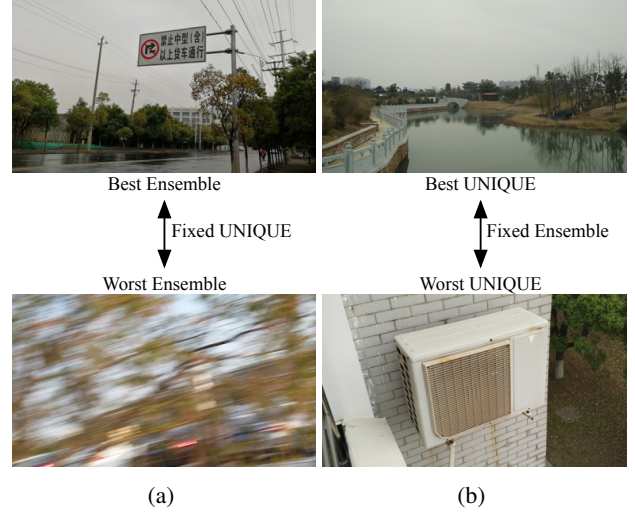 禁止中型(含)
以上货车通行
Best Ensemble
Best UNIQUE
Fixed UNIQUE
Fixed Ensemble
Worst Ensemble
Worst UNIQUE
(a)
(b)